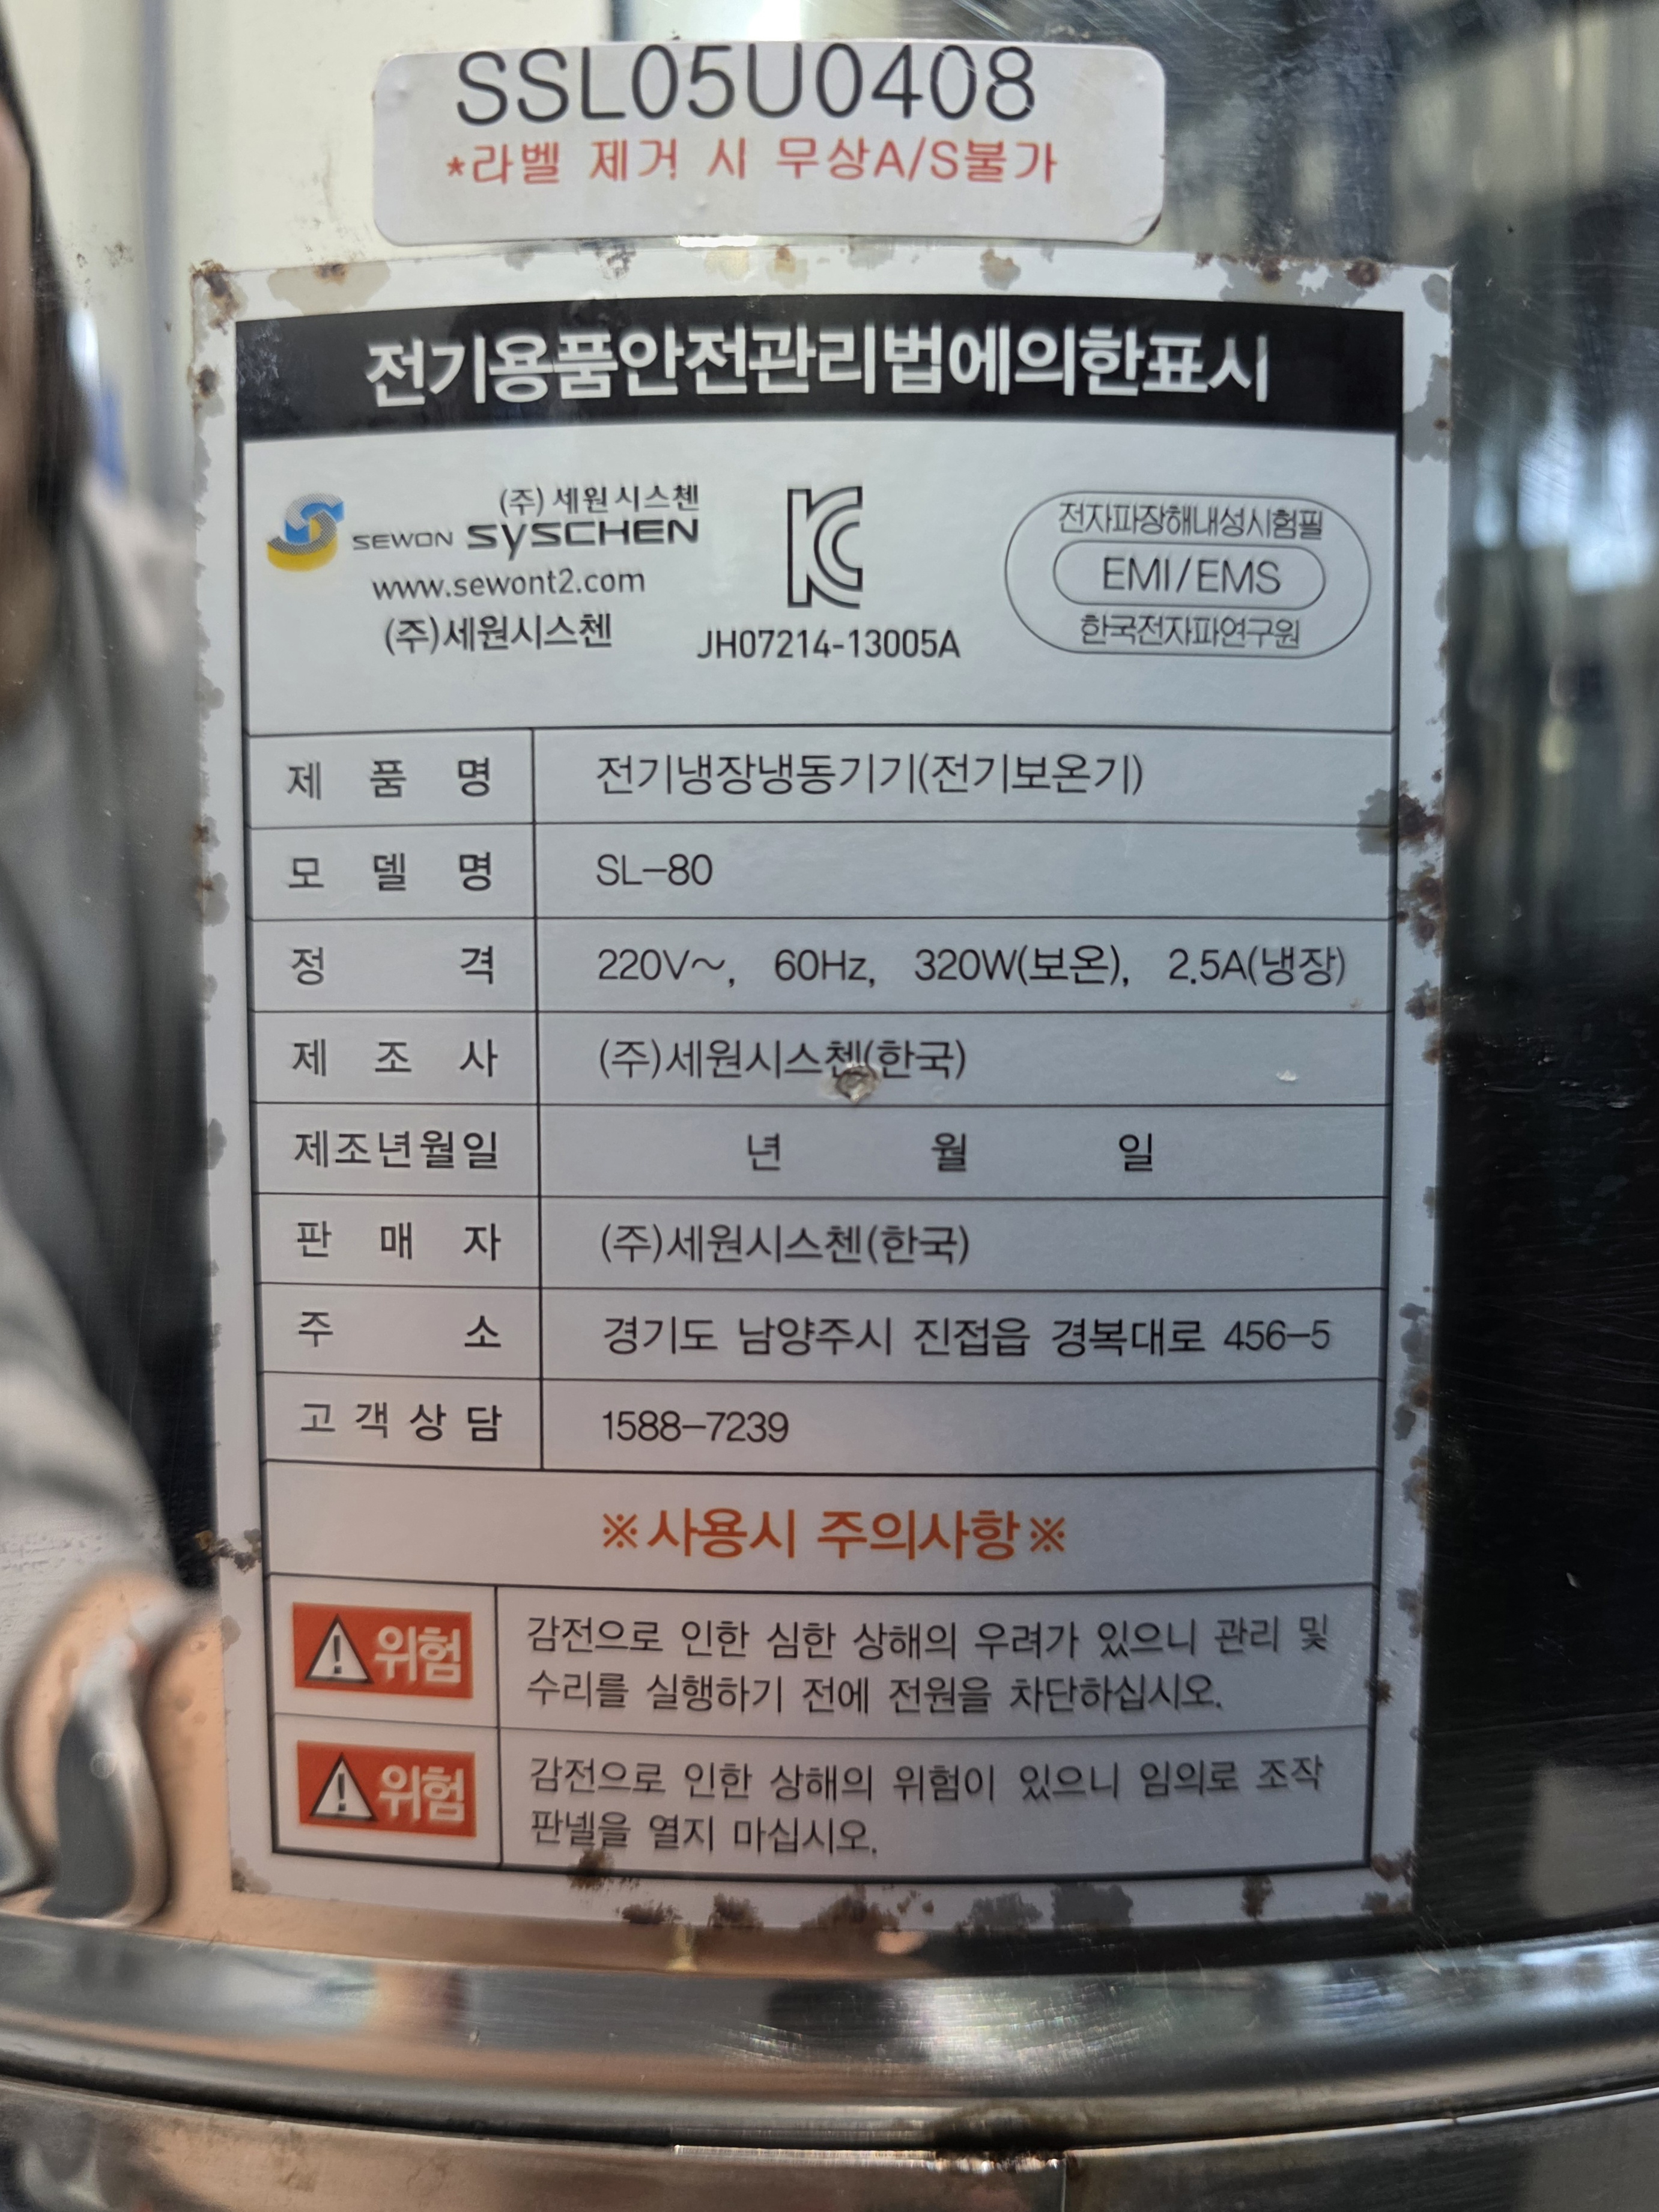 SSL05U0408
*라벨 제거 시 무상A/S불가
전기용품안전관리법에의한표시
(주) 세원시스첸
SEWON SYSCHEN
www.sewont2.com
(주)세원시스첸
JH07214-13005A
전자파장해내성시험필
EMI/EMS
한국전자파연구원
제 품 명 전기냉장냉동기기(전기보온기)
모 델 명 SL-80
정 격 220V~, 60Hz, 320W(보온), 2.5A(냉장)
제 조 사 (주)세원시스첸(한국)
제조년월일 년 월 일
판 매 자 (주)세원시스첸(한국)
주 소 경기도 남양주시 진접읍 경복대로 456-5
고 객 상 담 1588-7239
※사용시 주의사항※
위험
감전으로 인한 심한 상해의 우려가 있으니 관리 및
수리를 실행하기 전에 전원을 차단하십시오.
위험
감전으로 인한 상해의 위험이 있으니 임의로 조작
판넬을 열지 마십시오.